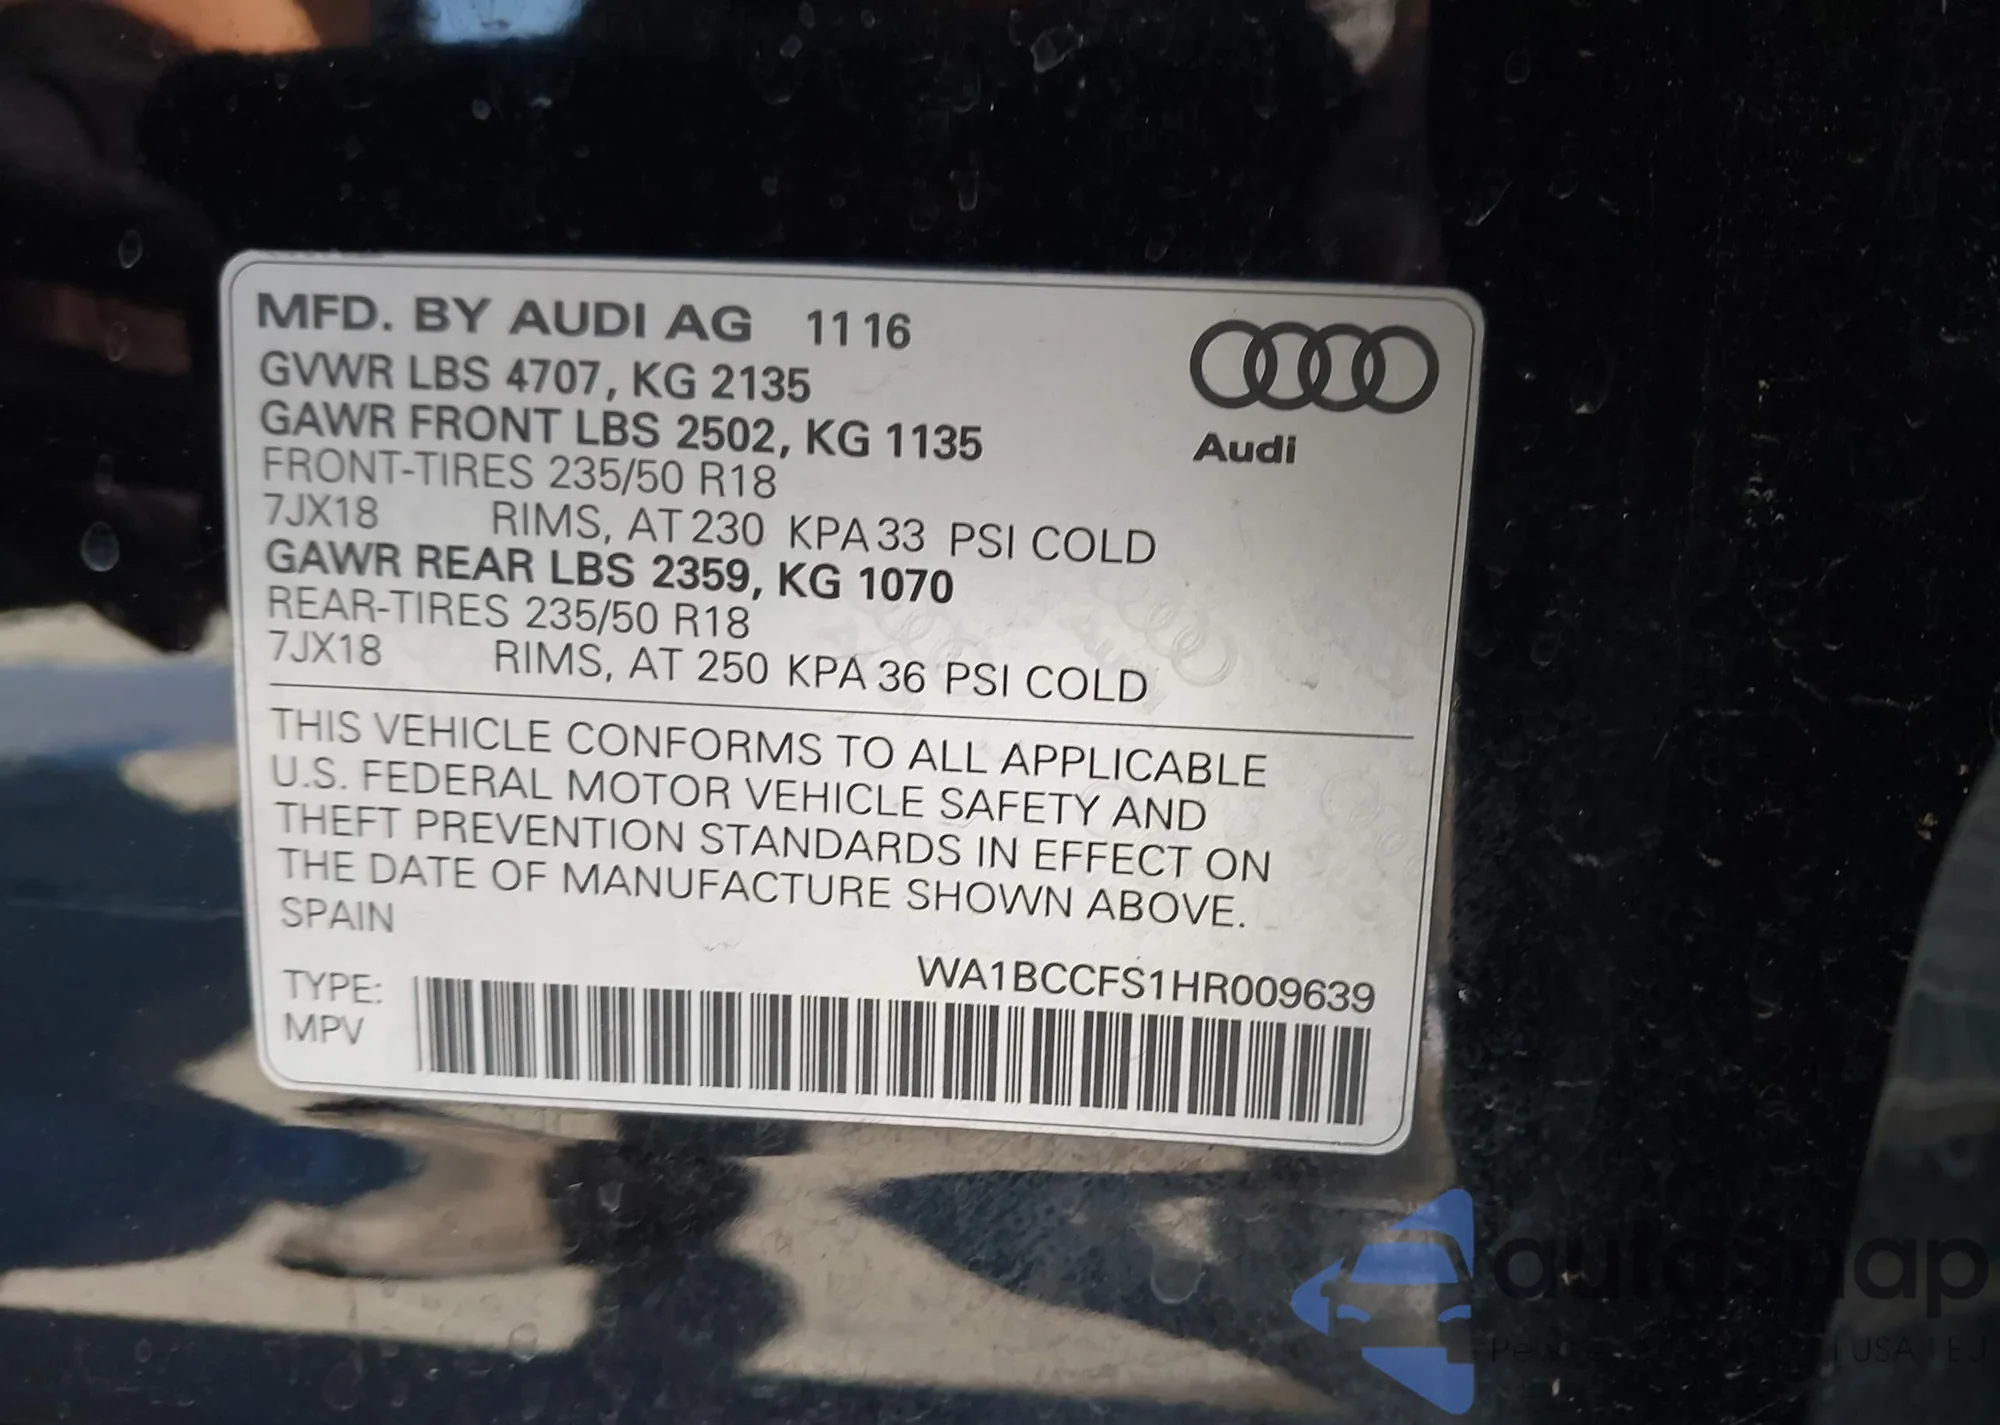 MFD. BY AUDI AG 11 16
GVWR LBS 4707, KG 2135
GAWR FRONT LBS 2502, KG 1135
Audi
FRONT-TIRES 235/50 R18
7JX18 RIMS, AT 230 KPA 33 PSI COLD
GAWR REAR LBS 2359, KG 1070
REAR-TIRES 235/50 R18
7JX18 RIMS, AT 250 KPA 36 PSI COLD
THIS VEHICLE CONFORMS TO ALL APPLICABLE
U.S. FEDERAL MOTOR VEHICLE SAFETY AND
THEFT PREVENTION STANDARDS IN EFFECT ON
THE DATE OF MANUFACTURE SHOWN ABOVE.
SPAIN
WA1BCCFS1HR009639
TYPE:
MPV
autosnap
USA